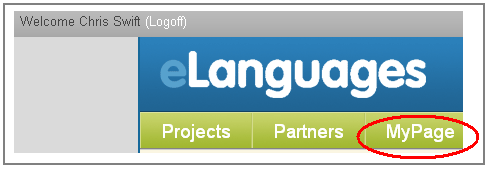 Welcome Chris Swift (Logoff)
eLanguages
Projects Partners MyPage